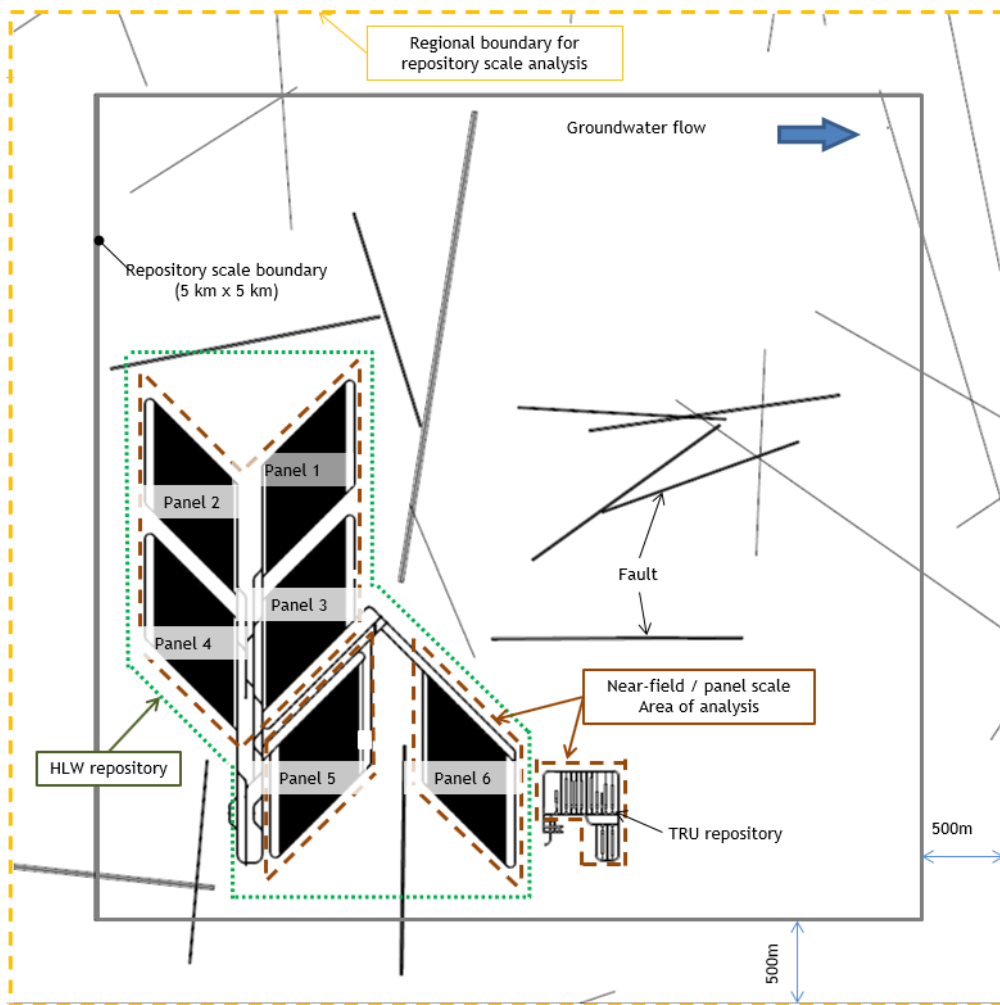 Regional boundary for
repository scale analysis
Groundwater flow
Repository scale boundary
(5 km x 5 km)
Panel 1
Panel 2
Panel 3
Panel 4
Fault
Near-field / panel scale
Area of analysis
HLW repository
Panel 5
Panel 6
TRU repository
500m
500m